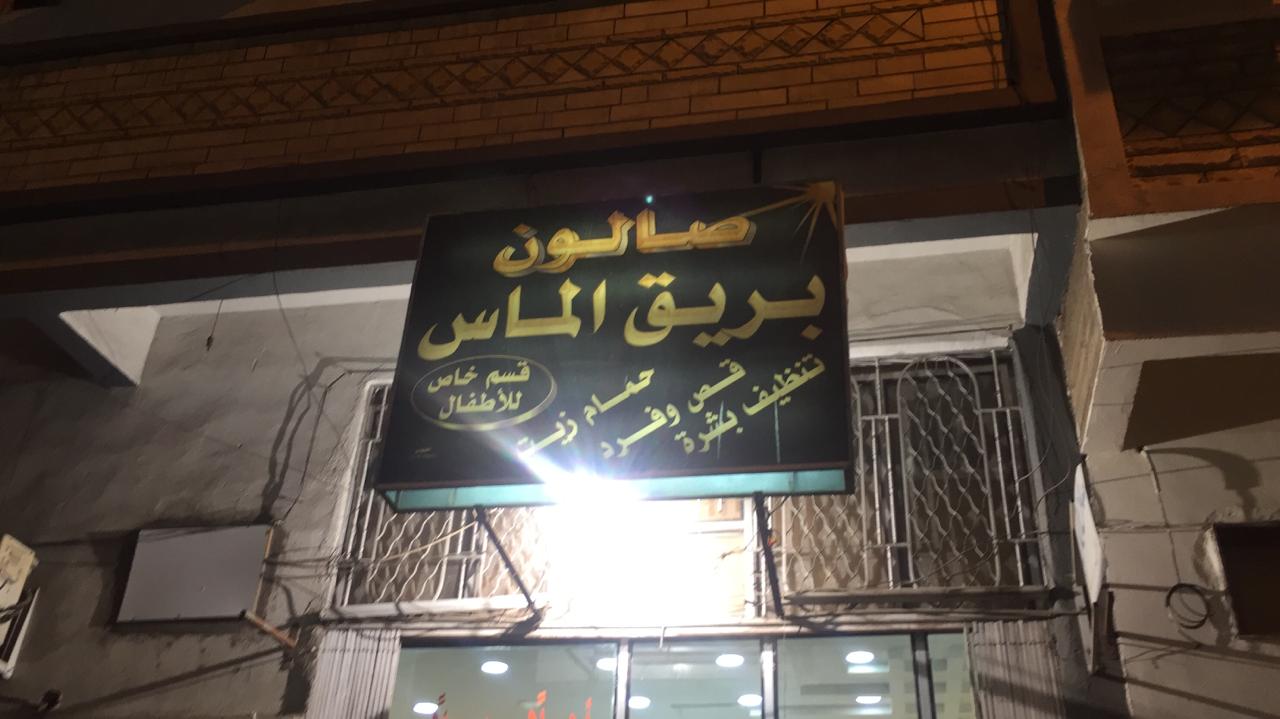 صالون
بريق الماس
قسم خاص
للأطفال
حمام زيت
قص وفرد
تنظيف بشرة